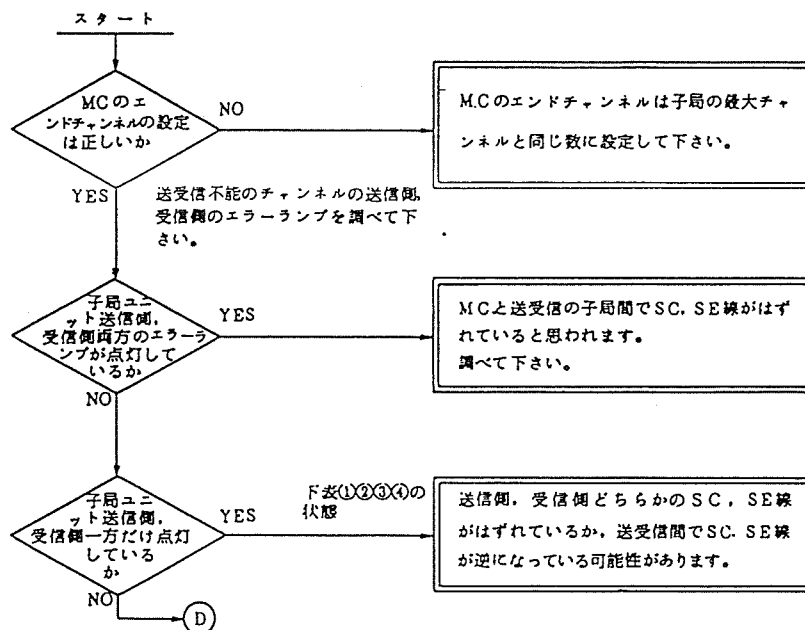 スタート
MCのエ
ンドチャンネルの設定
は正しいか
NO
MCのエンドチャンネルは子局の最大チャ
ンネルと同じ数に設定して下さい。
YES
送受信不能のチャンネルの送信側,
受信側のエラーランプを調べて下
さい。
子局ユニ
ット送信側,
受信側両方のエラーラ
ンプが点灯して
いるか
YES
MCと送受信の子局間でSC, SE線がはず
れていると思われます。
調べて下さい。
NO
子局ユニ
ット送信側,
受信側一方だけ点灯
している
か
YES
下表①②③④の
状態
送信側, 受信側どちらかのSC, SE線
がはずれているか, 送受信間でSC. SE線
が逆になっている可能性があります。
NO
D